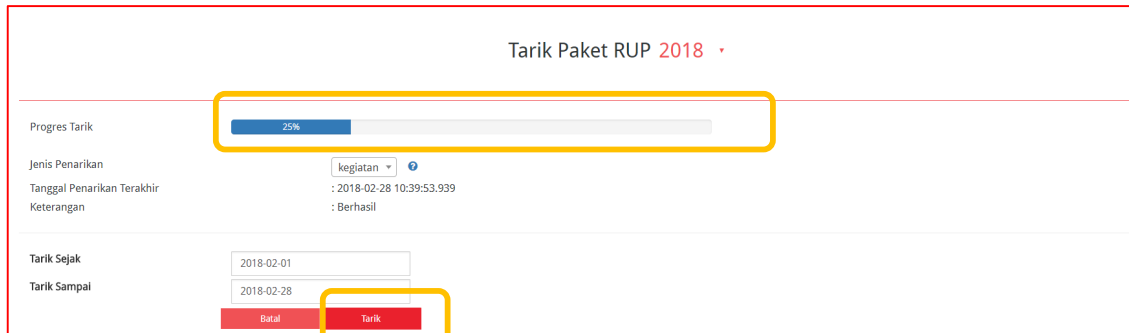 Tarik Paket RUP 2018
Progres Tarik 25%
Jenis Penarikan kegiatan ?
Tanggal Penarikan Terakhir : 2018-02-28 10:39:53.939
Keterangan : Berhasil
Tarik Sejak 2018-02-01
Tarik Sampai 2018-02-28
Batal Tarik